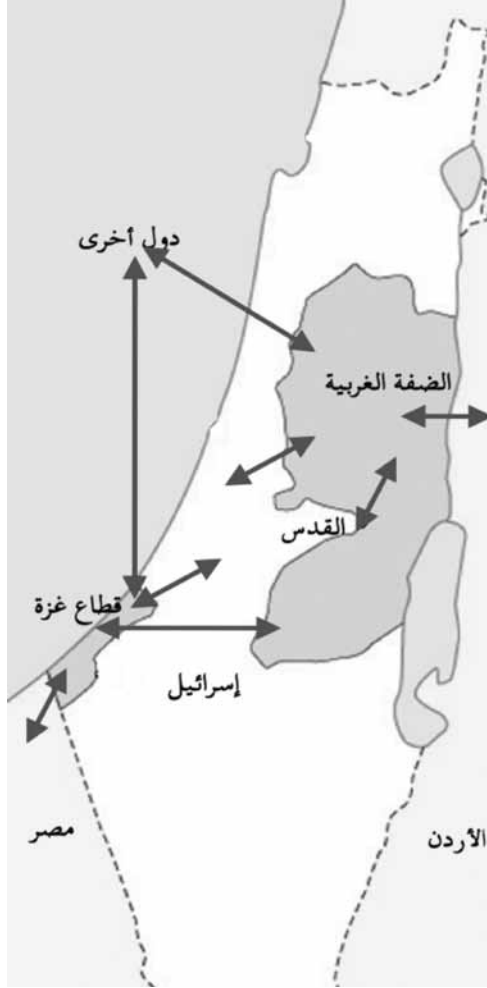 دول أخرى
الضفة الغربية
القدس
قطاع غزة
إسرائيل
مصر
الأردن